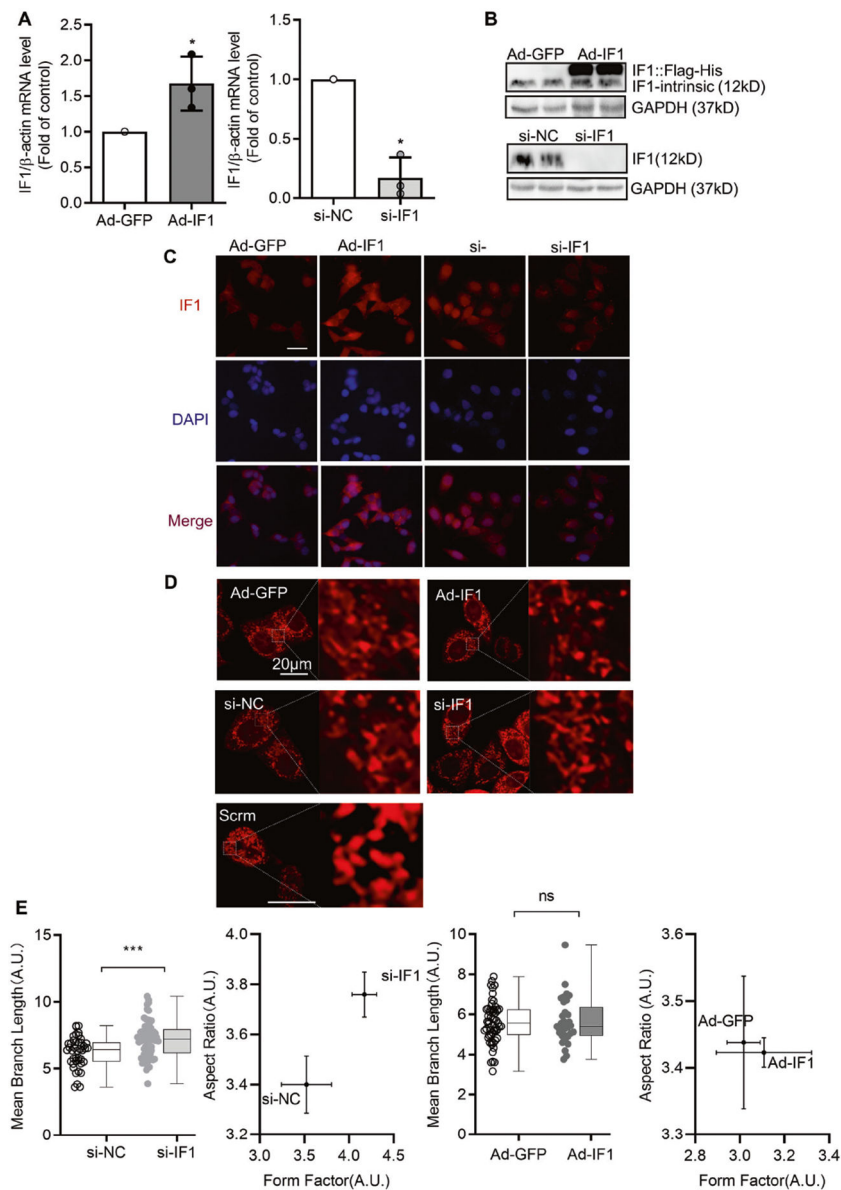 A
IF1/β-actin mRNA level
(Fold of control)
2.5
2.0
1.5
1.0
0.5
0.0
*
Ad-GFP
Ad-IF1
IF1/β-actin mRNA level
(Fold of control)
1.5
1.0
0.5
0.0
*
si-NC
si-IF1
B
Ad-GFP Ad-IF1
IF1::Flag-His
IF1-intrinsic (12kD)
GAPDH (37kD)
si-NC si-IF1
IF1(12kD)
GAPDH (37kD)
C
Ad-GFP Ad-IF1 si- si-IF1
IF1
DAPI
Merge
D
Ad-GFP
20μm
Ad-IF1
si-NC
si-IF1
Scrm
E
Mean Branch Length(A.U.)
15
10
5
0
***
si-NC si-IF1
Aspect Ratio(A.U.)
4.0
3.8
3.6
3.4
3.2
si-IF1
si-NC
3.0 3.5 4.0 4.5 5.0
Form Factor(A.U.)
Mean Branch Length (A.U.)
10
8
6
4
2
0
ns
Ad-GFP Ad-IF1
Aspect Ratio (A.U.)
3.6
3.5
3.4
3.3
Ad-GFP
Ad-IF1
2.8 3.0 3.2 3.4
Form Factor(A.U.)